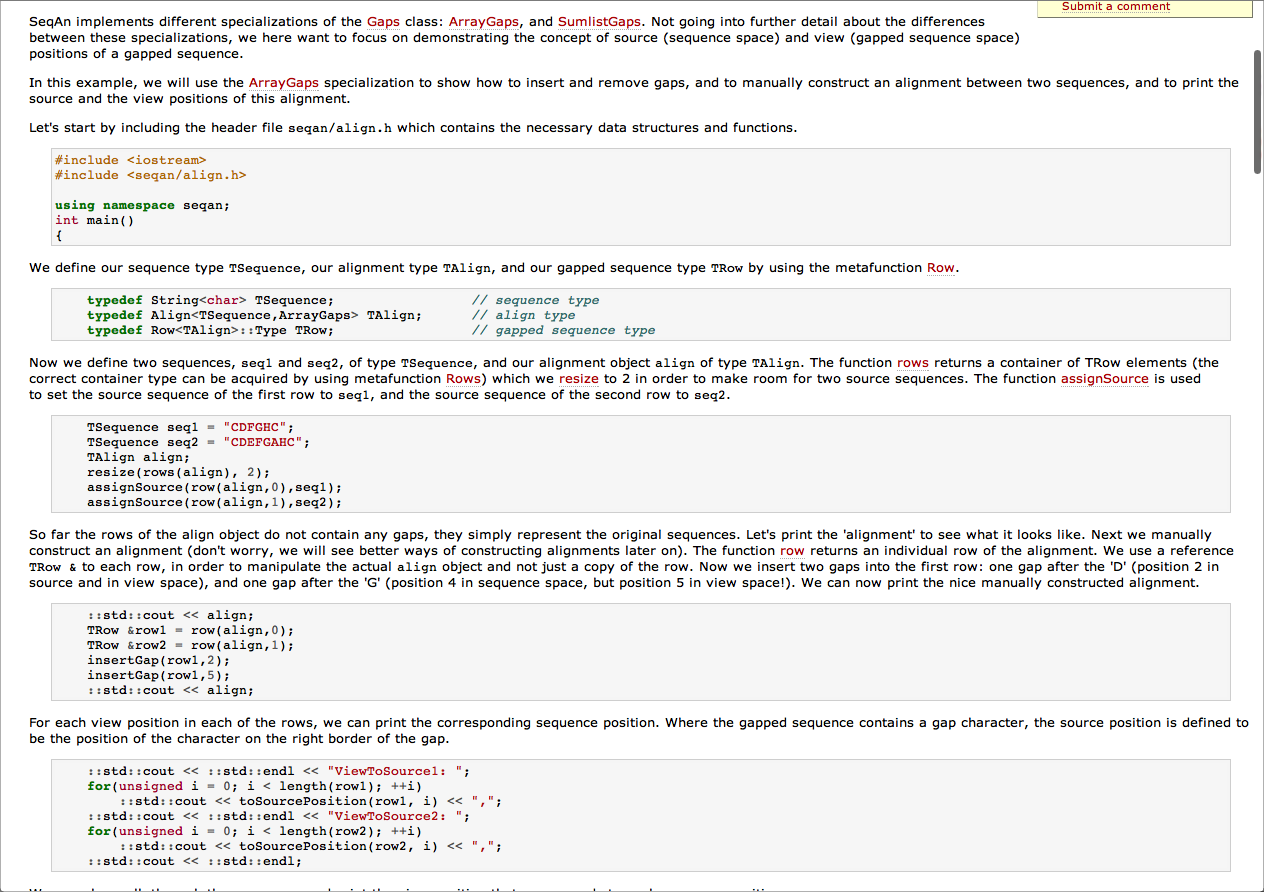 Submit a comment
SeqAn implements different specializations of the Gaps class: ArrayGaps, and SumlistGaps. Not going into further detail about the differences
between these specializations, we here want to focus on demonstrating the concept of source (sequence space) and view (gapped sequence space)
positions of a gapped sequence.
In this example, we will use the ArrayGaps specialization to show how to insert and remove gaps, and to manually construct an alignment between two sequences, and to print the
source and the view positions of this alignment.
Let's start by including the header file seqan/align.h which contains the necessary data structures and functions.
#include <iostream>
#include <seqan/align.h>
using namespace seqan;
int main()
{
We define our sequence type TSequence, our alignment type TAlign, and our gapped sequence type TRow by using the metafunction Row.
typedef String<char> TSequence; // sequence type
typedef Align<TSequence,ArrayGaps> TAlign; // align type
typedef Row<TAlign>::Type TRow; // gapped sequence type
Now we define two sequences, seq1 and seq2, of type TSequence, and our alignment object align of type TAlign. The function rows returns a container of TRow elements (the
correct container type can be acquired by using metafunction Rows) which we resize to 2 in order to make room for two source sequences. The function assignSource is used
to set the source sequence of the first row to seq1, and the source sequence of the second row to seq2.
TSequence seq1 = "CDFGHC";
TSequence seq2 = "CDEFGAHC";
TAlign align;
resize(rows(align), 2);
assignSource(row(align,0),seq1);
assignSource(row(align,1),seq2);
So far the rows of the align object do not contain any gaps, they simply represent the original sequences. Let's print the 'alignment' to see what it looks like. Next we manually
construct an alignment (don't worry, we will see better ways of constructing alignments later on). The function row returns an individual row of the alignment. We use a reference
TRow & to each row, in order to manipulate the actual align object and not just a copy of the row. Now we insert two gaps into the first row: one gap after the 'D' (position 2 in
source and in view space), and one gap after the 'G' (position 4 in sequence space, but position 5 in view space!). We can now print the nice manually constructed alignment.
::std::cout << align;
TRow &row1 = row(align,0);
TRow &row2 = row(align,1);
insertGap(row1,2);
insertGap(row1,5);
::std::cout << align;
For each view position in each of the rows, we can print the corresponding sequence position. Where the gapped sequence contains a gap character, the source position is defined to
be the position of the character on the right border of the gap.
::std::cout << ::std::endl << "ViewToSource1: ";
for(unsigned i = 0; i < length(row1); ++i)
::std::cout << toSourcePosition(row1, i) << ",";
::std::cout << ::std::endl << "ViewToSource2: ";
for(unsigned i = 0; i < length(row2); ++i)
::std::cout << toSourcePosition(row2, i) << ",";
::std::cout << ::std::endl;